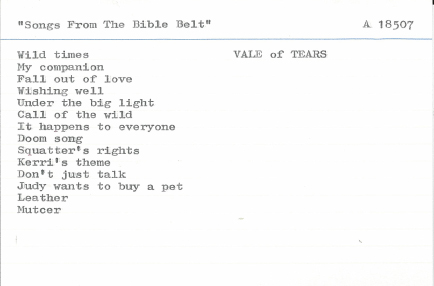 "Songs From The Bible Belt" A 18507
Wild times VALE of TEARS
My companion
Fall out of love
Wishing well
Under the big light
Call of the wild
It happens to everyone
Doom song
Squatter's rights
Kerri's theme
Don't just talk
Judy wants to buy a pet
Leather
Mutcer